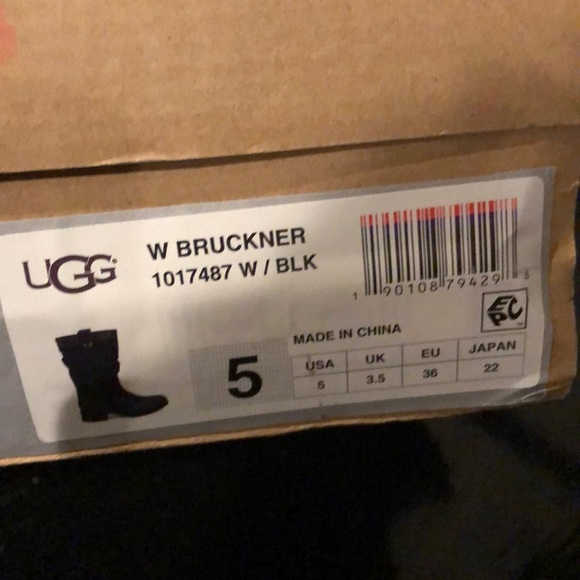 UGG
W BRUCKNER
1017487 W / BLK
1 90108 79429 8
EPC
MADE IN CHINA
5
USA UK EU JAPAN
5 3.5 36 22